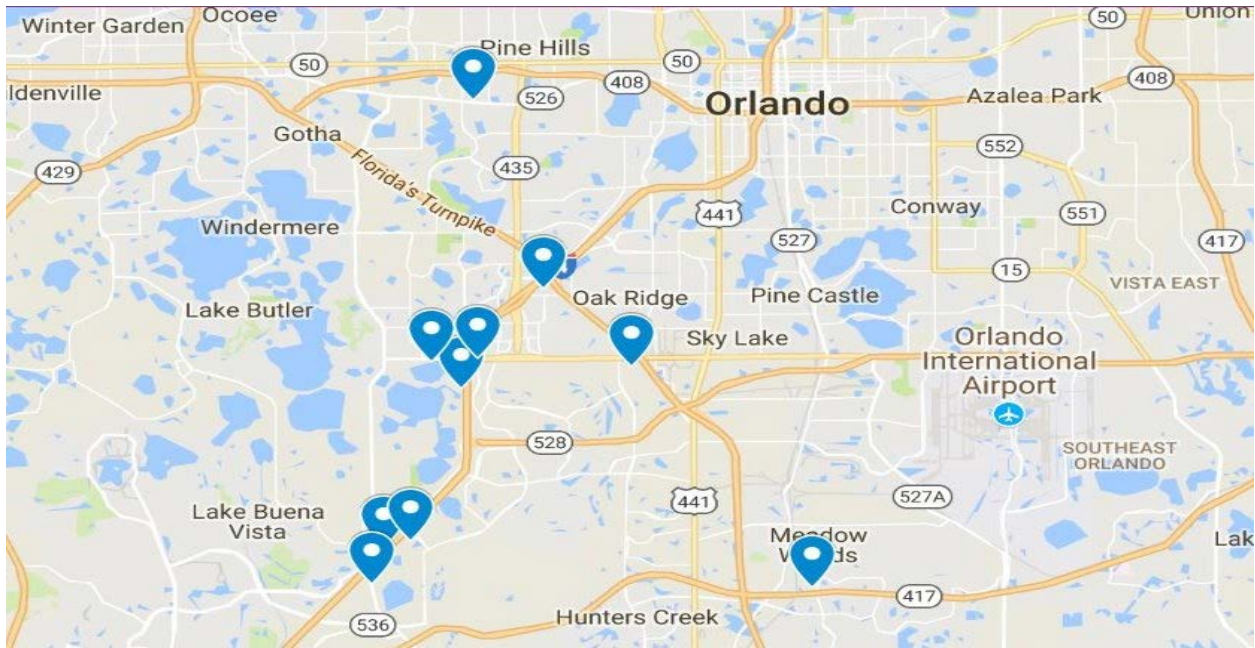 Ocoee
Union
Winter Garden
50
Pine Hills
50
50
408
408
ldenville
526
Orlando
Azalea Park
Gotha
552
429
435
Florida's Turnpike
Conway
441
551
Windermere
527
417
15
VISTA EAST
Oak Ridge
Pine Castle
Lake Butler
Sky Lake
Orlando
International
Airport
528
SOUTHEAST
ORLANDO
441
527A
Lake Buena
Vista
Meadow
Woods
Lak
417
536
Hunters Creek